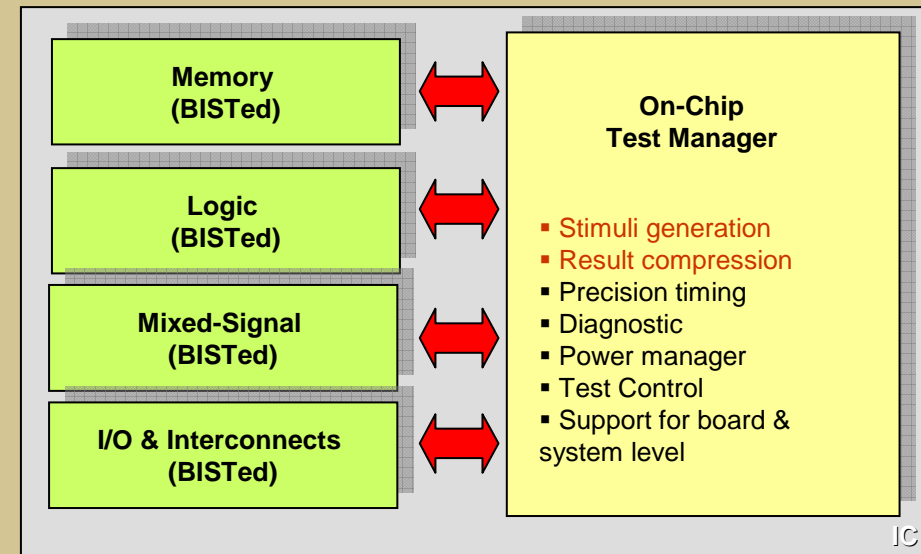 Memory
(BISTed)
Logic
(BISTed)
Mixed-Signal
(BISTed)
I/O & Interconnects
(BISTed)
On-Chip
Test Manager
▪ Stimuli generation
▪ Result compression
▪ Precision timing
▪ Diagnostic
▪ Power manager
▪ Test Control
▪ Support for board &
system level
IC